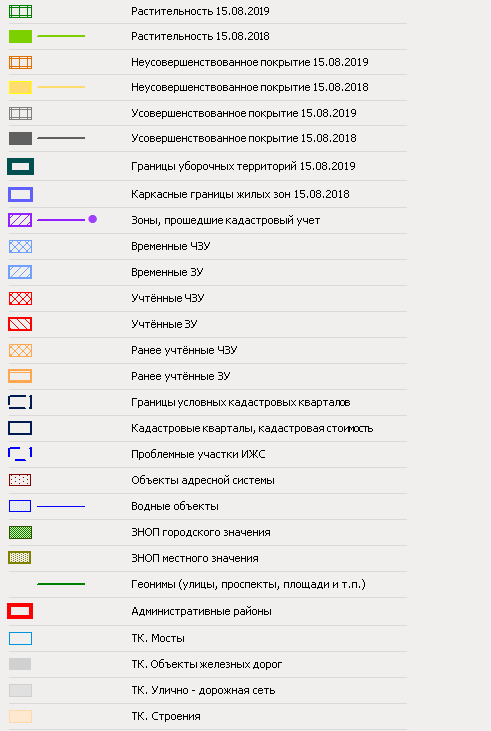 Растительность 15.08.2019
Растительность 15.08.2018
Неусовершенствованное покрытие 15.08.2019
Неусовершенствованное покрытие 15.08.2018
Усовершенствованное покрытие 15.08.2019
Усовершенствованное покрытие 15.08.2018
Границы уборочных территорий 15.08.2019
Каркасные границы жилых зон 15.08.2018
Зоны, прошедшие кадастровый учет
Временные ЧЗУ
Временные ЗУ
Учтённые ЧЗУ
Учтённые ЗУ
Ранее учтённые ЧЗУ
Ранее учтённые ЗУ
Границы условных кадастровых кварталов
Кадастровые кварталы, кадастровая стоимость
Проблемные участки ИЖС
Объекты адресной системы
Водные объекты
ЗНОП городского значения
ЗНОП местного значения
Геонимы (улицы, проспекты, площади и т.п.)
Административные районы
ТК. Мосты
ТК. Объекты железных дорог
ТК. Улично - дорожная сеть
ТК. Строения